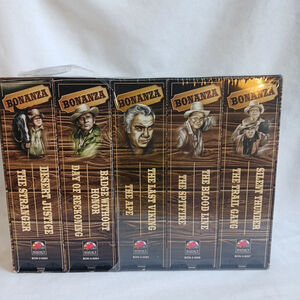 BONANZA
THE STRANGER
DESERT JUSTICE
BONANZA
DAY OF RECKONING
BADGE WITHOUT
HONOR
BONANZA
THE APE
THE LAST VIKING
BONANZA
THE SPITFIRE
THE BLOOD LINE
BONANZA
THE TRAIL GANG
SILENT THUNDER